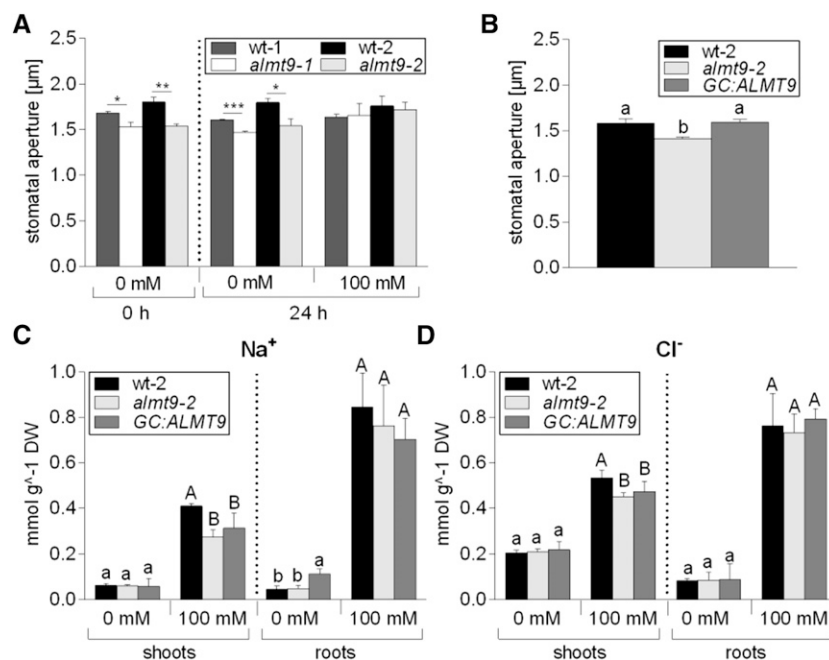 A
stomatal aperture [µm]
2.5
2.0
1.5
1.0
0.5
0.0
wt-1 wt-2
almt9-1 almt9-2
* ** *** *
0 mM 0 mM 100 mM
0 h 24 h
B
stomatal aperture [µm]
2.5
2.0
1.5
1.0
0.5
0.0
wt-2
almt9-2
GC:ALMT9
a b a
C
Na+
mmol g^-1 DW
1.0
0.8
0.6
0.4
0.2
0.0
wt-2
almt9-2
GC:ALMT9
a a a A B B b b a A A A
0 mM 100 mM 0 mM 100 mM
shoots roots
D
Cl-
mmol g^-1 DW
1.0
0.8
0.6
0.4
0.2
0.0
wt-2
almt9-2
GC:ALMT9
a a a A B B a a a A A A
0 mM 100 mM 0 mM 100 mM
shoots roots